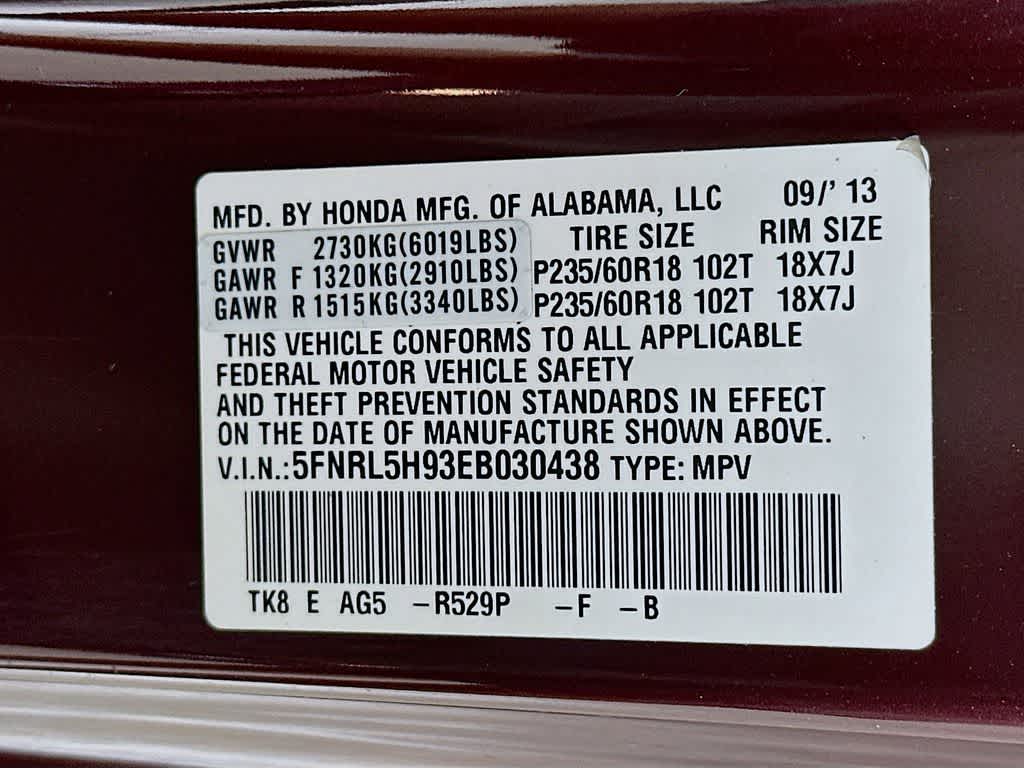 MFD. BY HONDA MFG. OF ALABAMA, LLC 09/' 13
GVWR 2730KG(6019LBS) TIRE SIZE RIM SIZE
GAWR F 1320KG(2910LBS) P235/60R18 102T 18X7J
GAWR R 1515KG(3340LBS) P235/60R18 102T 18X7J
THIS VEHICLE CONFORMS TO ALL APPLICABLE
FEDERAL MOTOR VEHICLE SAFETY
AND THEFT PREVENTION STANDARDS IN EFFECT
ON THE DATE OF MANUFACTURE SHOWN ABOVE.
V.I.N.:5FNRL5H93EB030438 TYPE: MPV
TK8 E AG5 -R529P -F -B